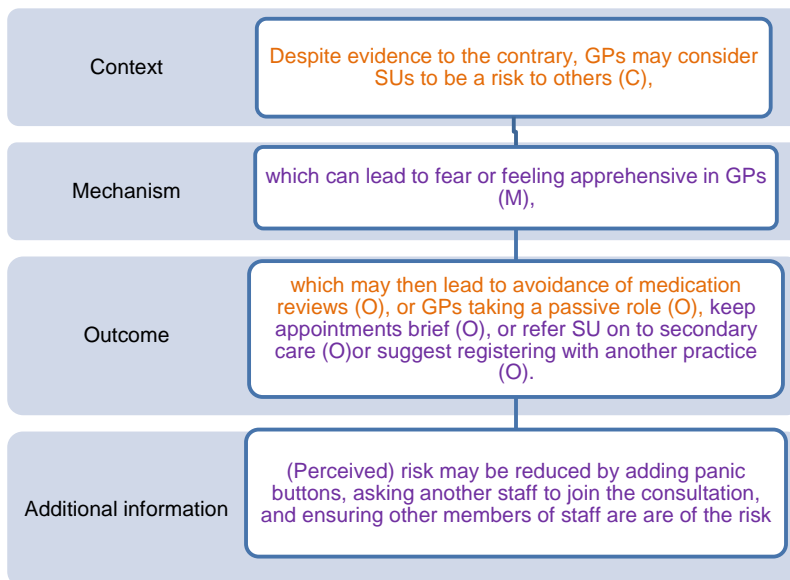 Context
Despite evidence to the contrary, GPs may consider
SUs to be a risk to others (C),
Mechanism
which can lead to fear or feeling apprehensive in GPs
(M),
Outcome
which may then lead to avoidance of medication
reviews (O), or GPs taking a passive role (O), keep
appointments brief (O), or refer SU on to secondary
care (O)or suggest registering with another practice
(O).
Additional information
(Perceived) risk may be reduced by adding panic
buttons, asking another staff to join the consultation,
and ensuring other members of staff are are of the risk